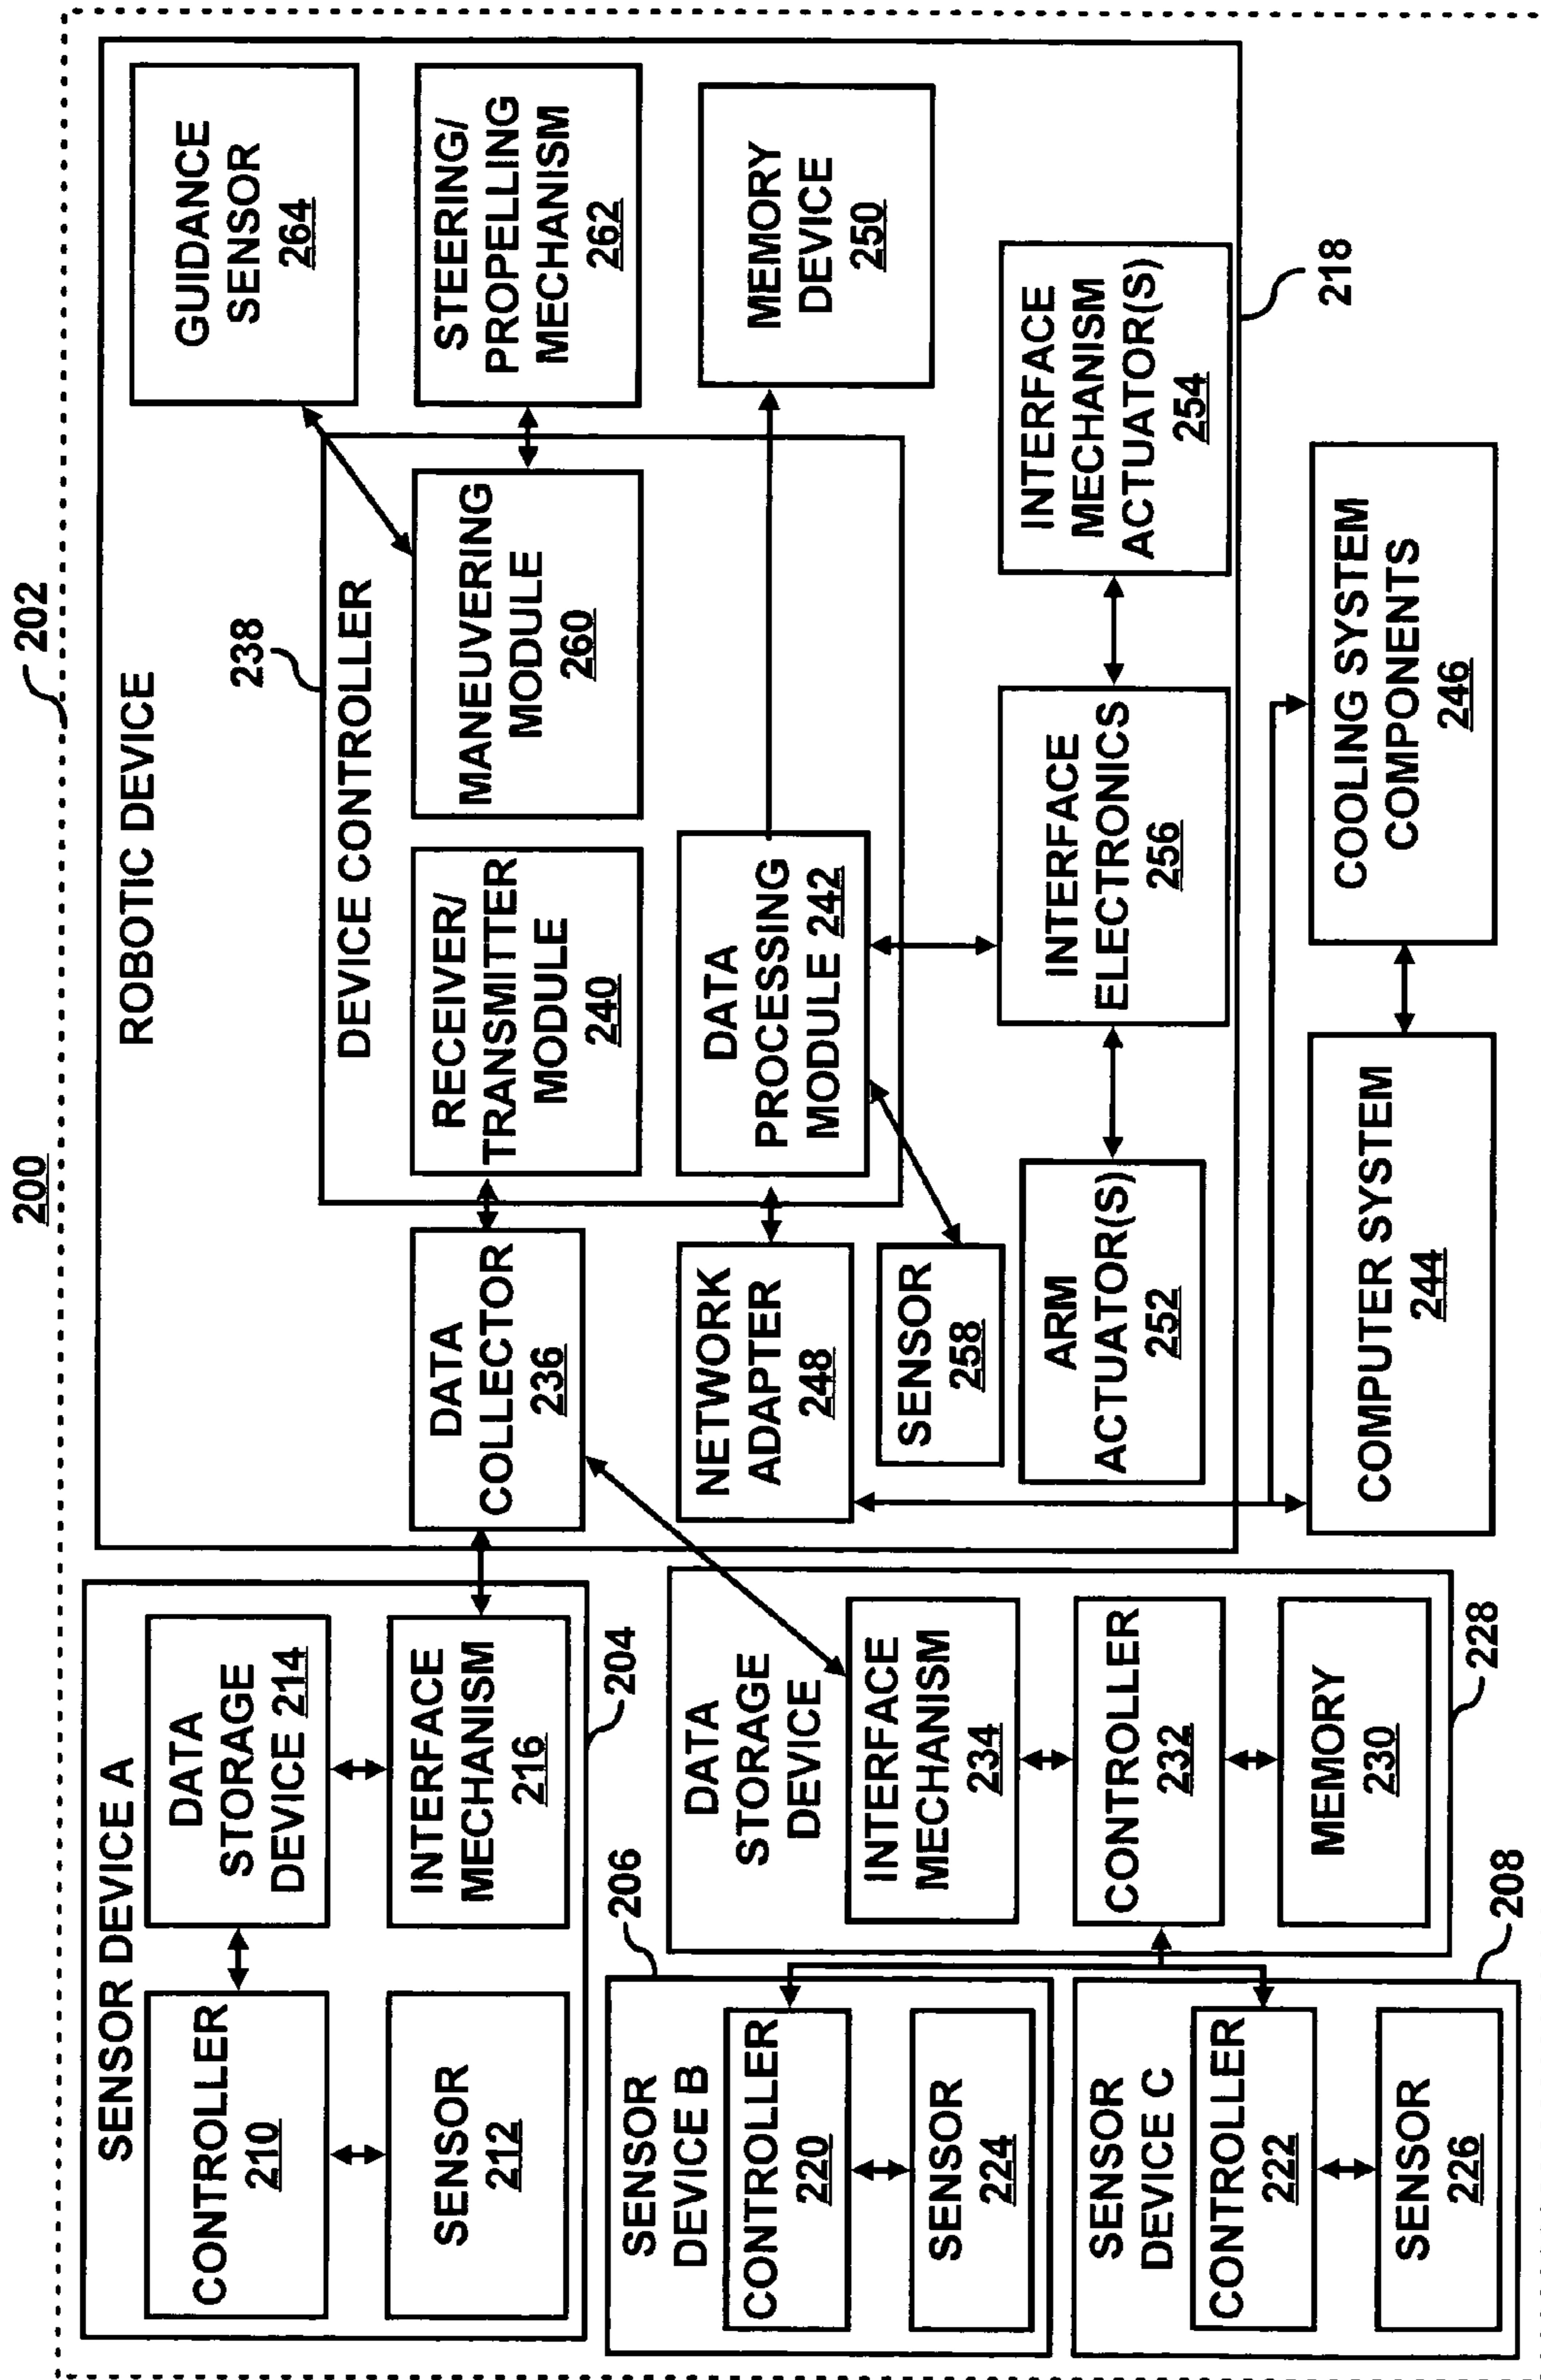 200
202
SENSOR DEVICE A
CONTROLLER
210
DATA
STORAGE
DEVICE 214
SENSOR
212
INTERFACE
MECHANISM
216
204
SENSOR
DEVICE B
206
CONTROLLER
220
SENSOR
224
SENSOR
DEVICE C
208
CONTROLLER
222
SENSOR
226
DATA
STORAGE
DEVICE
INTERFACE
MECHANISM
234
CONTROLLER
232
MEMORY
230
228
ROBOTIC DEVICE
238
DEVICE CONTROLLER
DATA
COLLECTOR
236
RECEIVER/
TRANSMITTER
MODULE
240
MANEUVERING
MODULE
260
GUIDANCE
SENSOR
264
STEERING/
PROPELLING
MECHANISM
262
NETWORK
ADAPTER
248
DATA
PROCESSING
MODULE 242
MEMORY
DEVICE
250
SENSOR
258
ARM
ACTUATOR(S)
252
INTERFACE
ELECTRONICS
256
INTERFACE
MECHANISM
ACTUATOR(S)
254
218
COMPUTER SYSTEM
244
COOLING SYSTEM
COMPONENTS
246